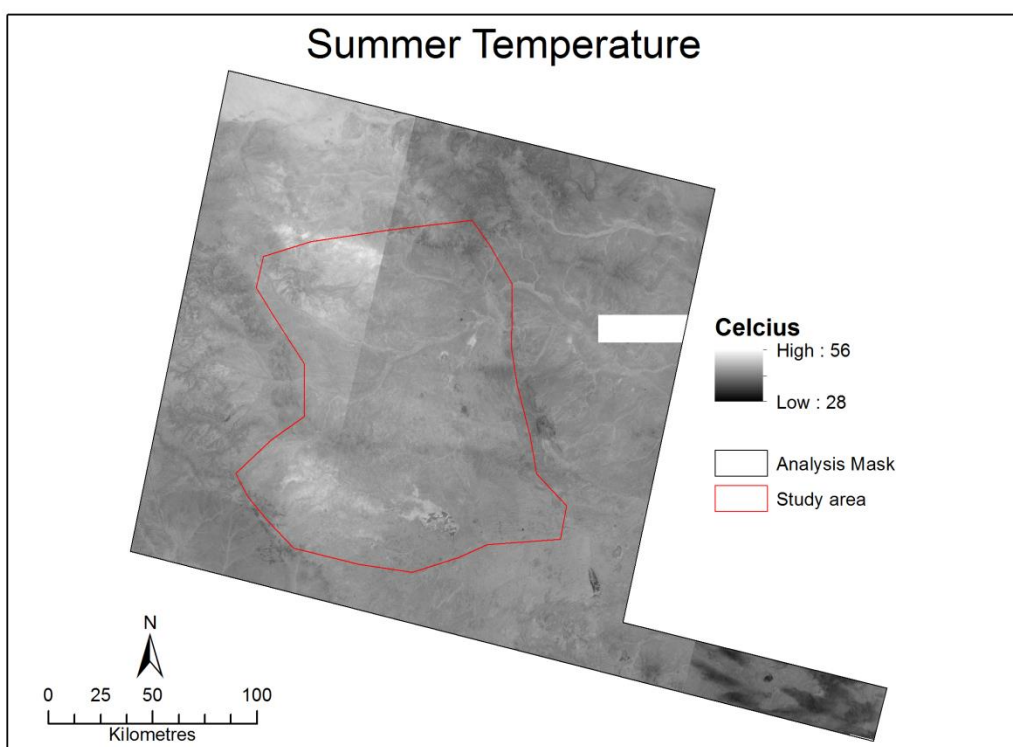 Summer Temperature
Celcius
High : 56
Low : 28
Analysis Mask
Study area
N
0 25 50 100
Kilometres